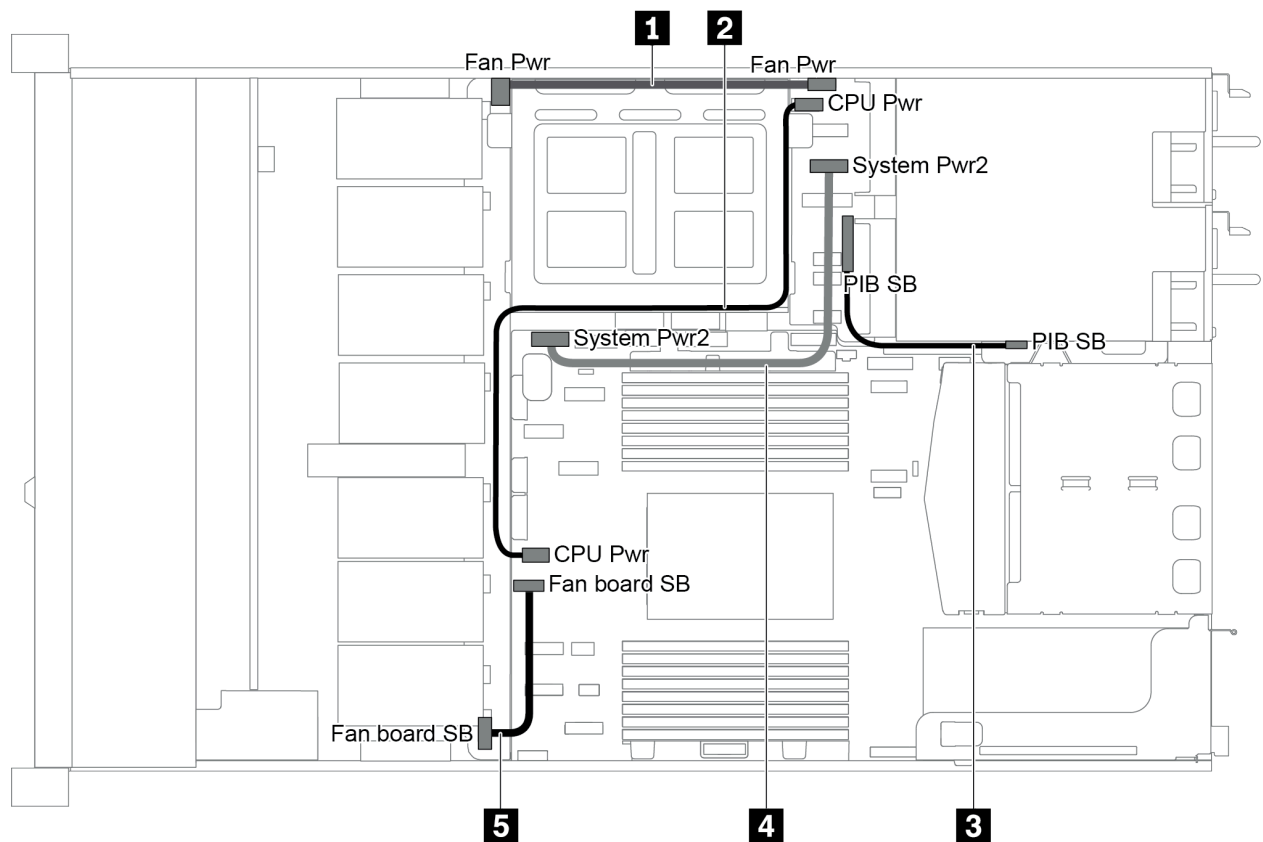 1 2
Fan Pwr Fan Pwr
CPU Pwr
System Pwr2
PIB SB
System Pwr2 PIB SB
CPU Pwr
Fan board SB
Fan board SB
5 4 3